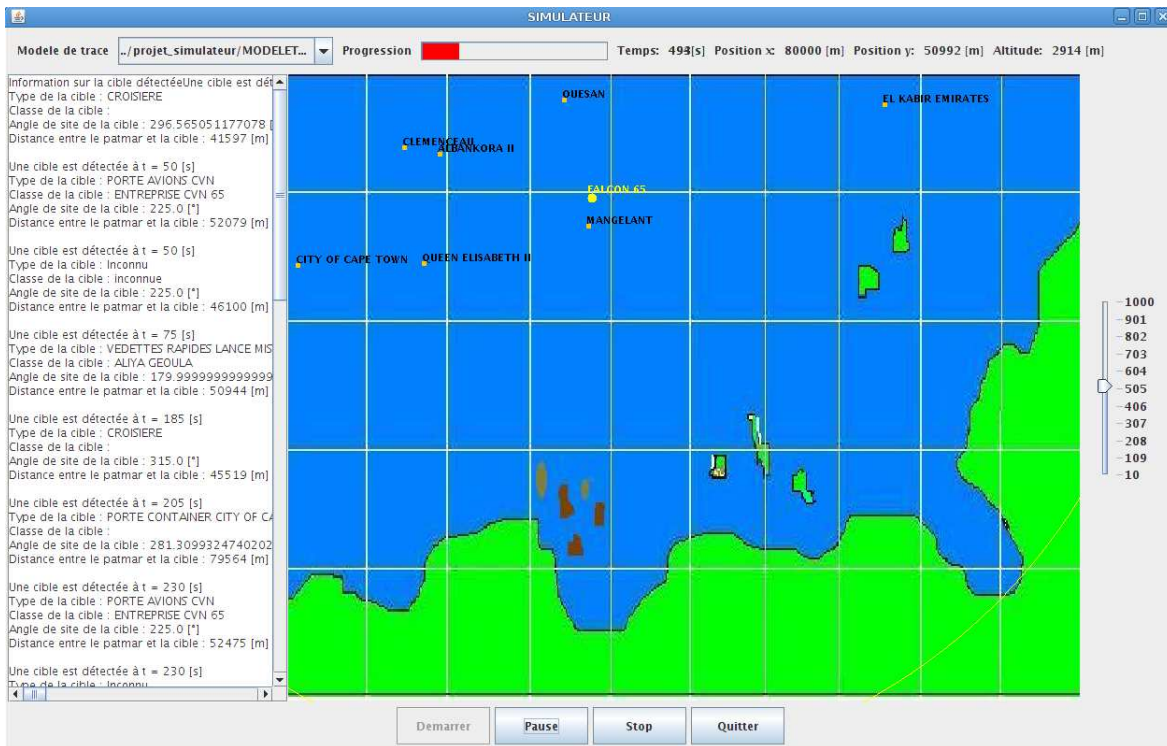 SIMULATEUR
Modele de trace ../projet_simulateur/MODELET... Progression Temps: [s] Position x: 80000 [m] Position y: 50992 [m] Altitude: 2914 [m]
Information sur la cible détectéeUne cible est dét
Type de la cible : CROISIERE
Classe de la cible :
Angle de site de la cible : 296.565051177078 [
Distance entre le patmar et la cible : 41597 [m]
Une cible est détectée à t = 50 [s]
Type de la cible : PORTE AVIONS CVN
Classe de la cible : ENTREPRISE CVN 65
Angle de site de la cible : 225.0 [°]
Distance entre le patmar et la cible : 52079 [m]
Une cible est détectée à t = 50 [s]
Type de la cible : Inconnu
Classe de la cible : inconnue
Angle de site de la cible : 225.0 [°]
Distance entre le patmar et la cible : 46100 [m]
Une cible est détectée à t = 75 [s]
Type de la cible : VEDETTES RAPIDES LANCE MIS
Classe de la cible : ALIYA GEOULA
Angle de site de la cible : 179.9999999999999
Distance entre le patmar et la cible : 50944 [m]
Une cible est détectée à t = 185 [s]
Type de la cible : CROISIERE
Classe de la cible :
Angle de site de la cible : 315.0 [°]
Distance entre le patmar et la cible : 45519 [m]
Une cible est détectée à t = 205 [s]
Type de la cible : PORTE CONTAINER CITY OF CA
Classe de la cible :
Angle de site de la cible : 281.3099324740202
Distance entre le patmar et la cible : 79564 [m]
Une cible est détectée à t = 230 [s]
Type de la cible : PORTE AVIONS CVN
Classe de la cible : ENTREPRISE CVN 65
Angle de site de la cible : 225.0 [°]
Distance entre le patmar et la cible : 52475 [m]
Une cible est détectée à t = 230 [s]
Type de la cible : Inconnu
OUESAN
EL KABIR EMIRATES
CLEMENCEAU
ALBANKORA II
FALCON 65
MANGELANT
CITY OF CAPE TOWN
QUEEN ELISABETH II
1000
901
802
703
604
505
406
307
208
109
10
Demarrer
Pause
Stop
Quitter